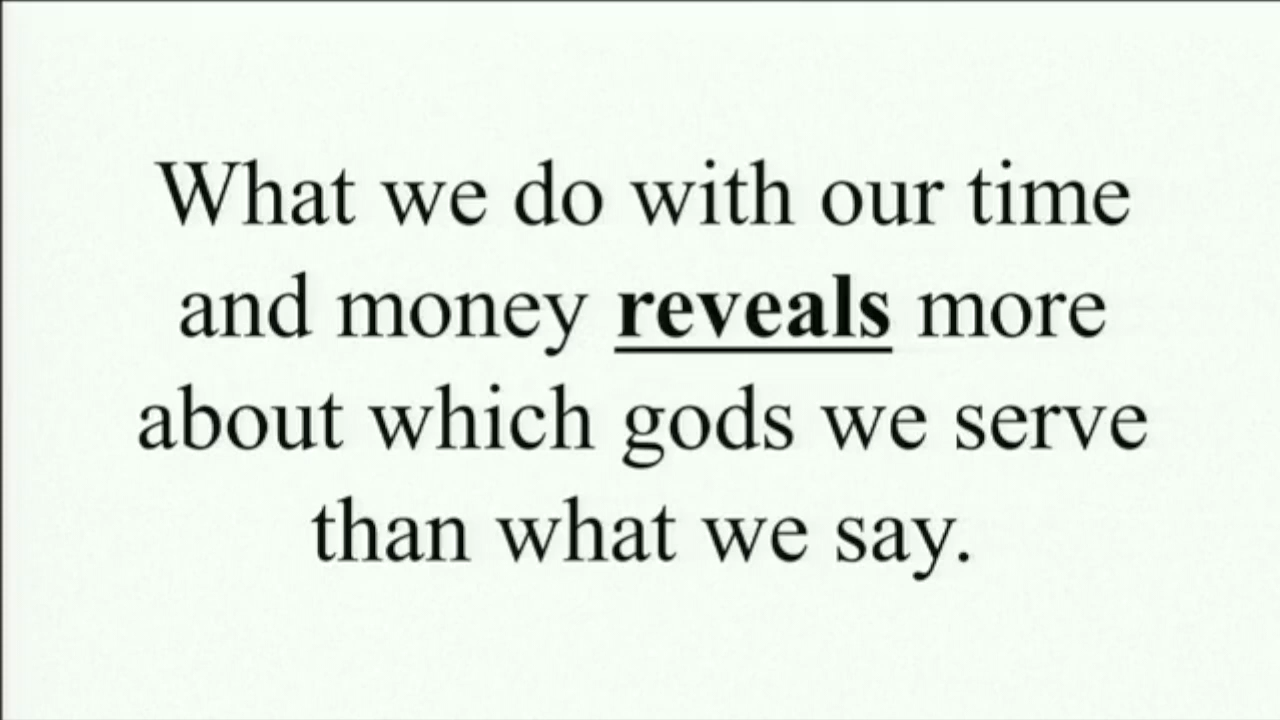 What we do with our time
and money reveals more
about which gods we serve
than what we say.